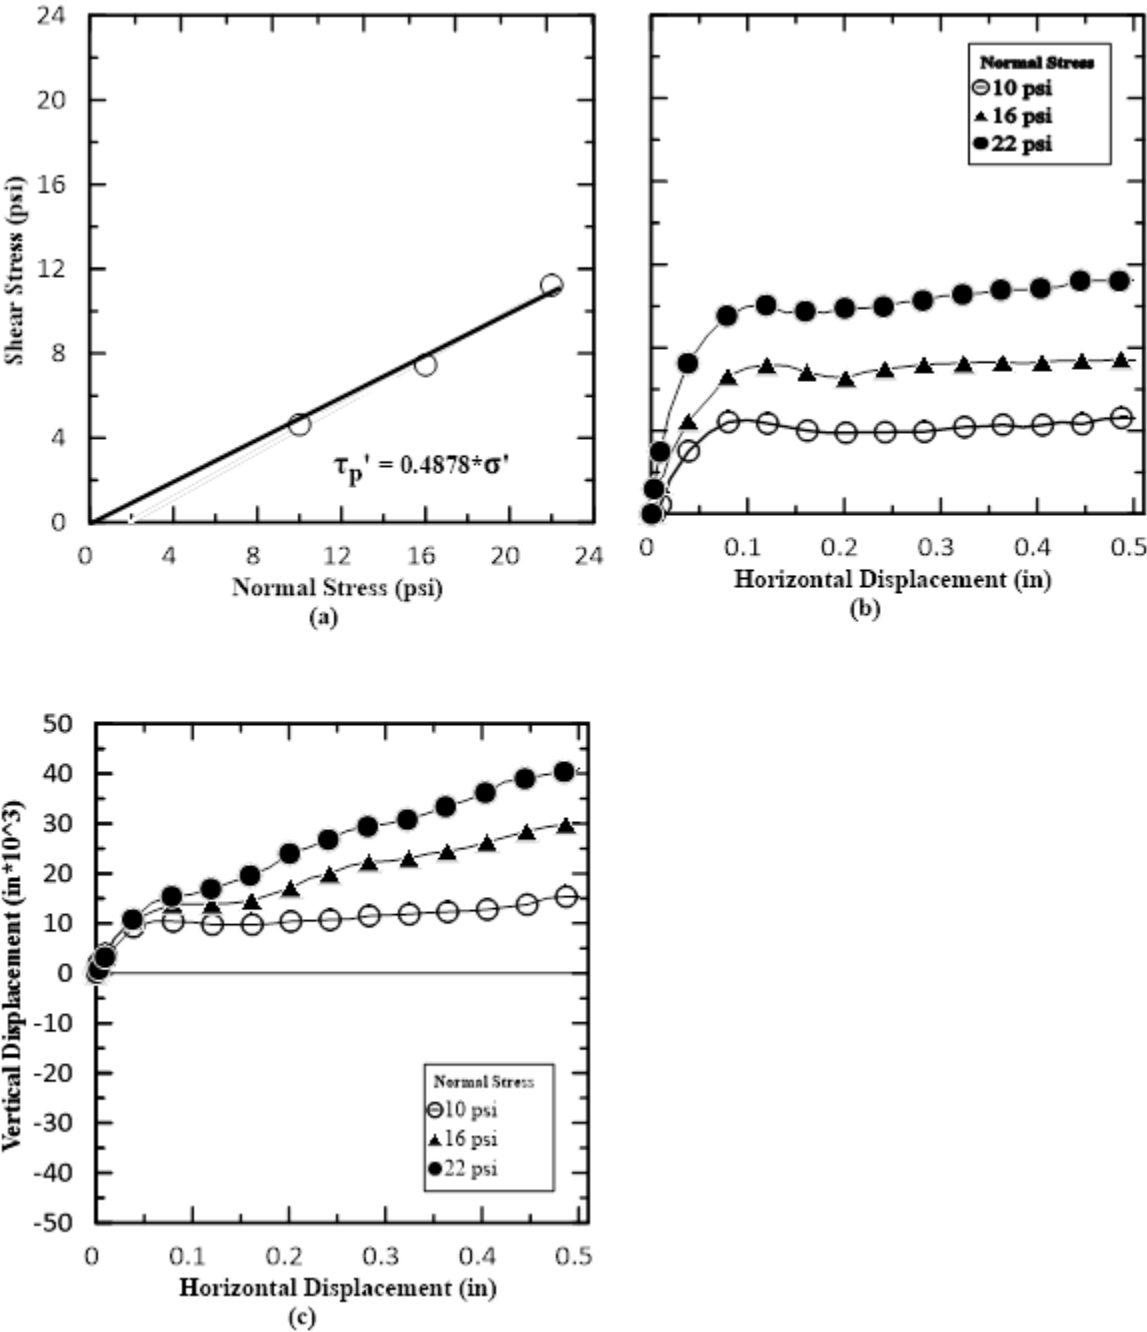 24
20
16
12
8
4
0
Shear Stress (psi)
τp' = 0.4878*σ'
0 4 8 12 16 20 24
Normal Stress (psi)
(a)
Normal Stress
10 psi
16 psi
22 psi
0 0.1 0.2 0.3 0.4 0.5
Horizontal Displacement (in)
(b)
50
40
30
20
10
0
-10
-20
-30
-40
-50
Vertical Displacement (in*10^3)
Normal Stress
10 psi
16 psi
22 psi
0 0.1 0.2 0.3 0.4 0.5
Horizontal Displacement (in)
(c)